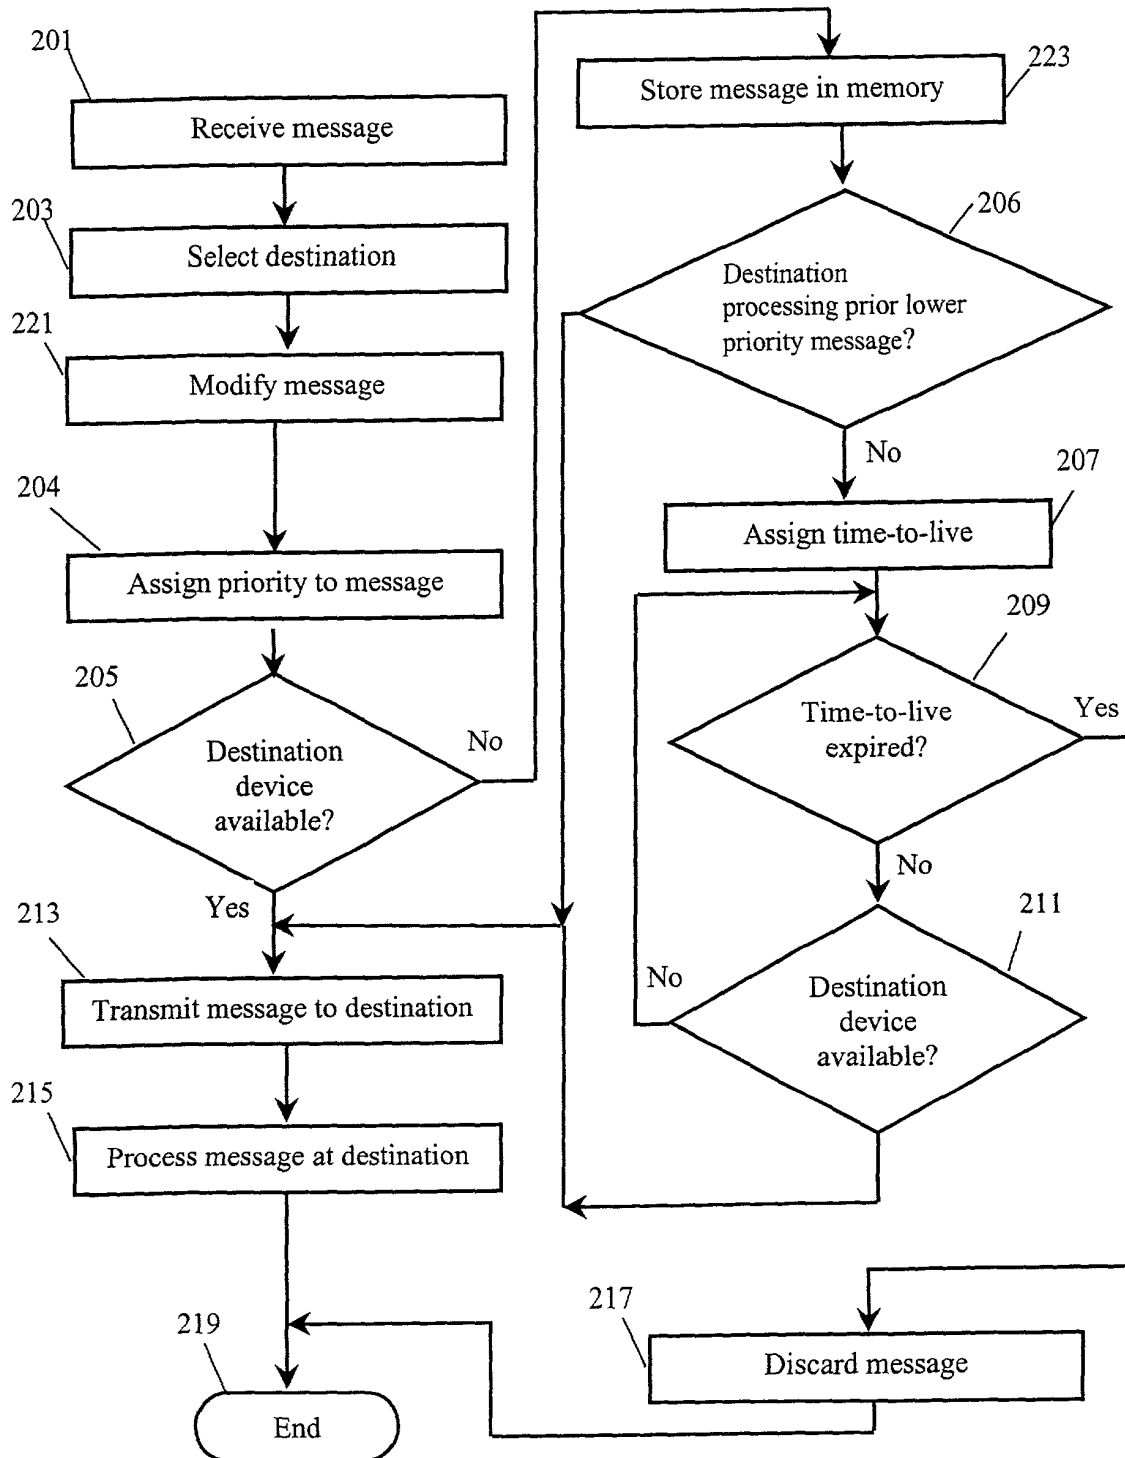 201
Receive message
203
Select destination
221
Modify message
204
Assign priority to message
205
Destination
device
available?
No
Yes
213
Transmit message to destination
215
Process message at destination
219
End
223
Store message in memory
206
Destination
processing prior lower
priority message?
No
207
Assign time-to-live
209
Time-to-live
expired?
Yes
No
211
Destination
device
available?
No
217
Discard message